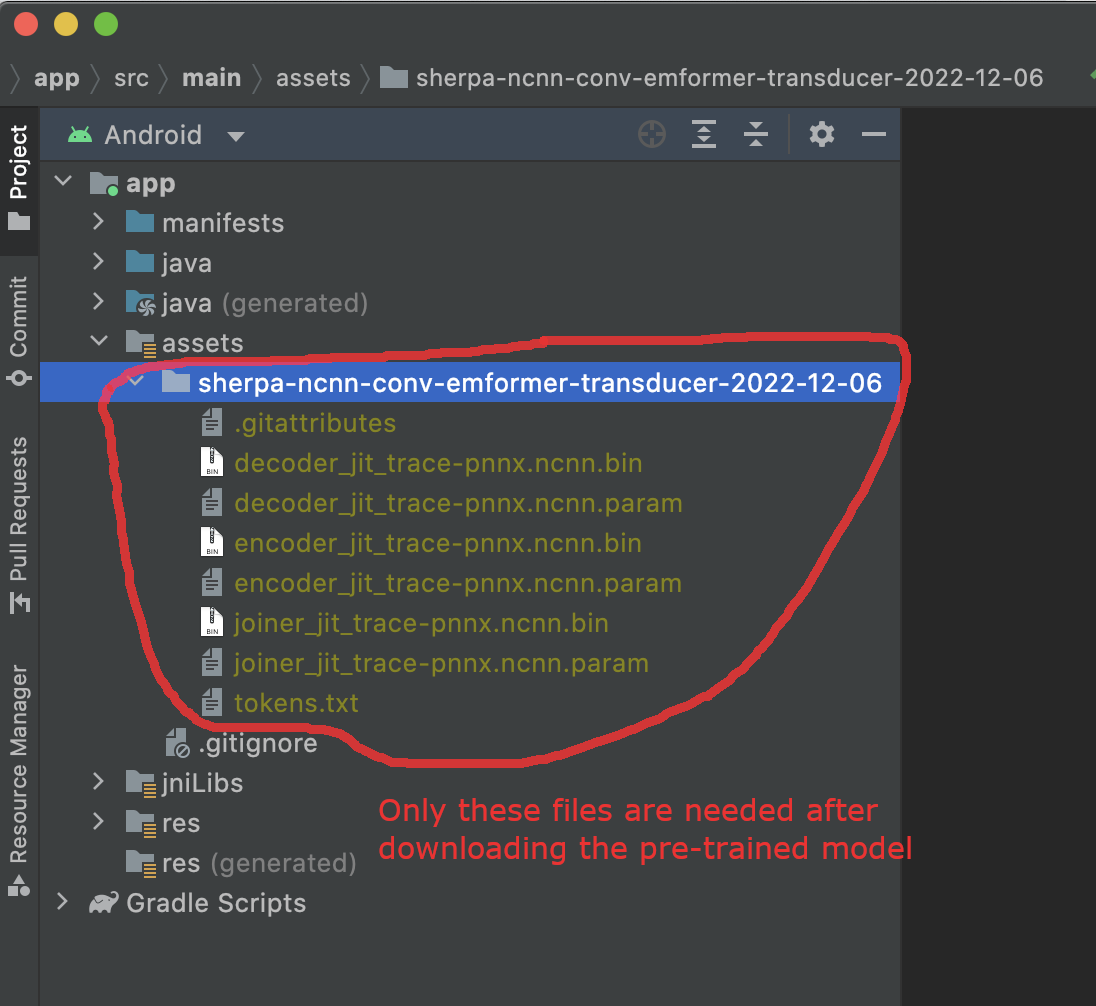 app src main assets sherpa-ncnn-conv-emformer-transducer-2022-12-06
Project
Commit
Pull Requests
Resource Manager
Android
app
manifests
java
java (generated)
assets
sherpa-ncnn-conv-emformer-transducer-2022-12-06
.gitattributes
BIN decoder_jit_trace-pnnx.ncnn.bin
decoder_jit_trace-pnnx.ncnn.param
BIN encoder_jit_trace-pnnx.ncnn.bin
encoder_jit_trace-pnnx.ncnn.param
BIN joiner_jit_trace-pnnx.ncnn.bin
joiner_jit_trace-pnnx.ncnn.param
tokens.txt
.gitignore
jniLibs
res
res (generated)
Gradle Scripts
Only these files are needed after
downloading the pre-trained model